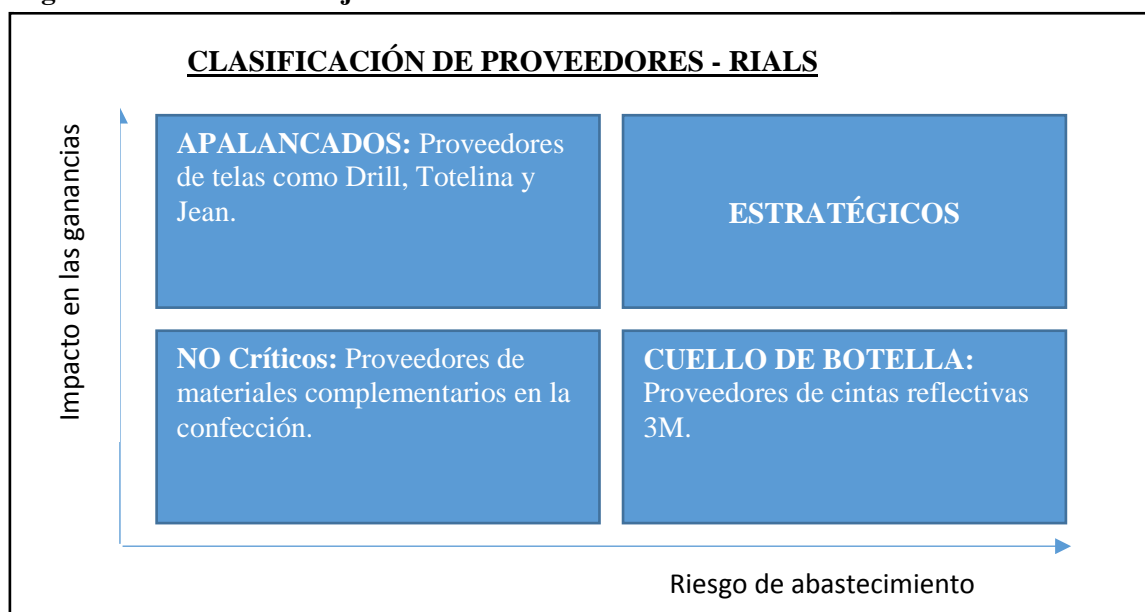 CLASIFICACIÓN DE PROVEEDORES - RIALS
Impacto en las ganancias
APALANCADOS: Proveedores
de telas como Drill, Totelina y
Jean.
ESTRATÉGICOS
NO Críticos: Proveedores de
materiales complementarios en la
confección.
CUELLO DE BOTELLA:
Proveedores de cintas reflectivas
3M.
Riesgo de abastecimiento